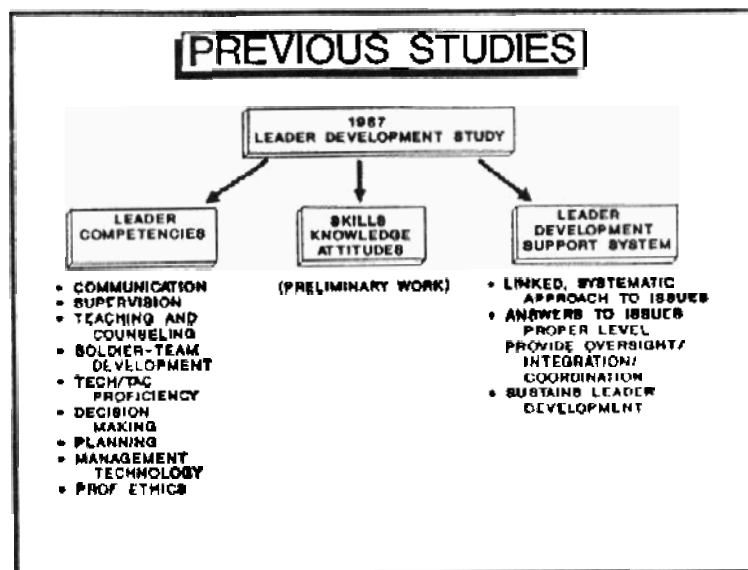 PREVIOUS STUDIES
1987
LEADER DEVELOPMENT STUDY
LEADER
COMPETENCIES
• COMMUNICATION
• SUPERVISION
• TEACHING AND
COUNSELING
• SOLDIER-TEAM
DEVELOPMENT
• TECH/TAC
PROFICIENCY
• DECISION
MAKING
• PLANNING
• MANAGEMENT
TECHNOLOGY
• PROF ETHICS
SKILLS
KNOWLEDGE
ATTITUDES
(PRELIMINARY WORK)
LEADER
DEVELOPMENT
SUPPORT SYSTEM
• LINKED, SYSTEMATIC
APPROACH TO ISSUES
• ANSWERS TO ISSUES
PROPER LEVEL
PROVIDE OVERSIGHT/
INTEGRATION/
COORDINATION
• SUSTAINS LEADER
DEVELOPMENT